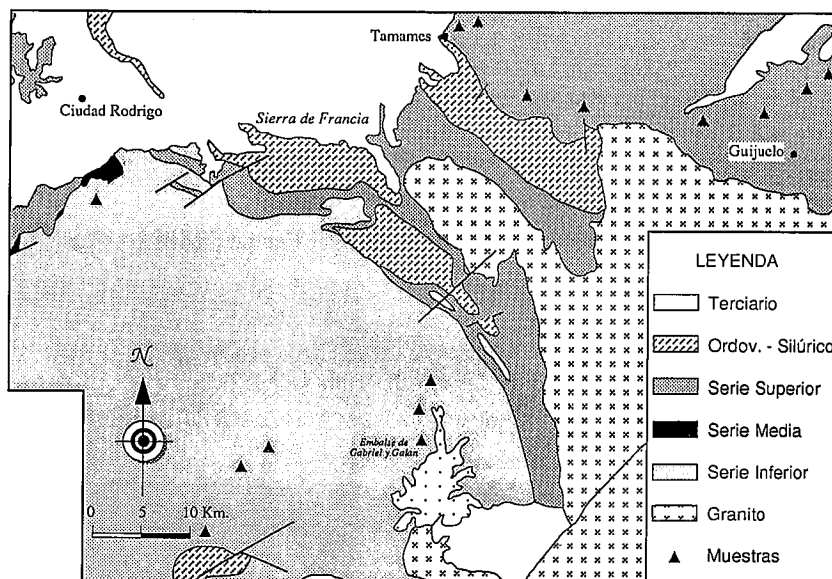 Tamames
Ciudad Rodrigo
Sierra de Francia
Guijuelo
LEYENDA
Terciario
Ordov. - Silúrico
Serie Superior
Serie Media
Serie Inferior
Granito
Muestras
N
Embalse de
Gabriel y Galán
0 5 10 Km.